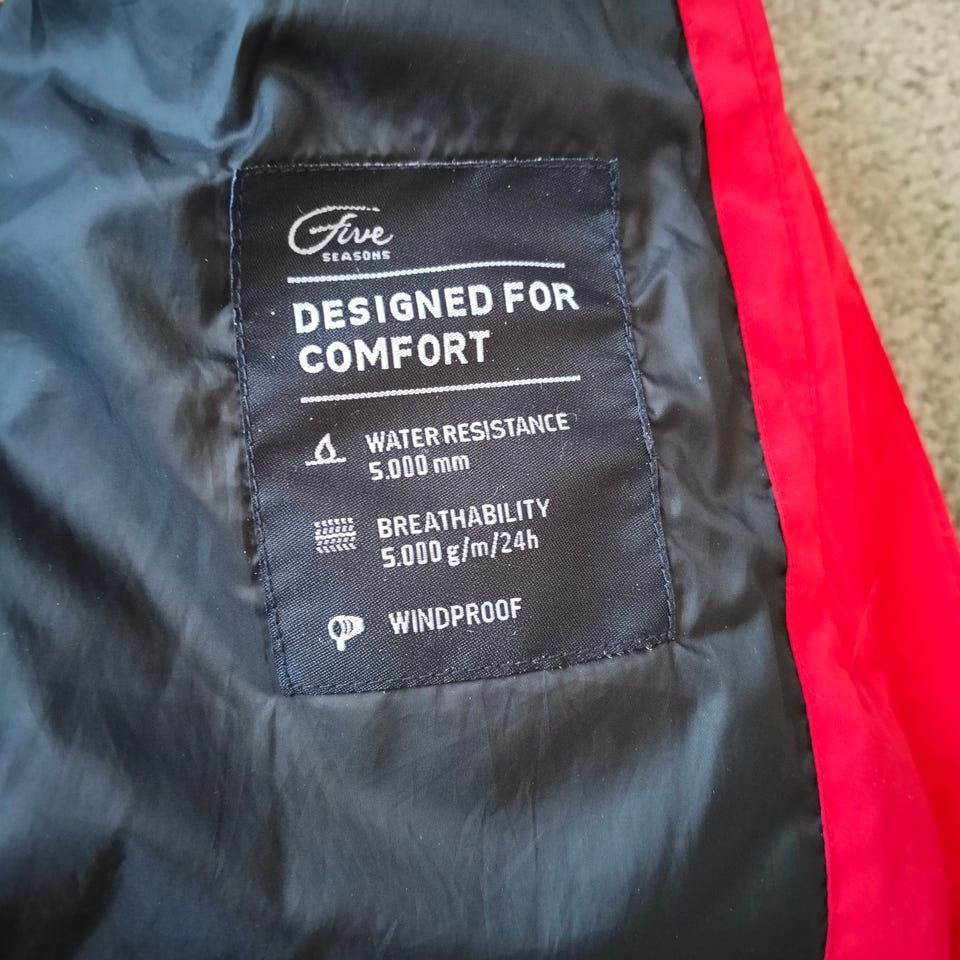 Five
SEASONS
DESIGNED FOR
COMFORT
WATER RESISTANCE
5.000 mm
BREATHABILITY
5.000 g/m/24h
WINDPROOF